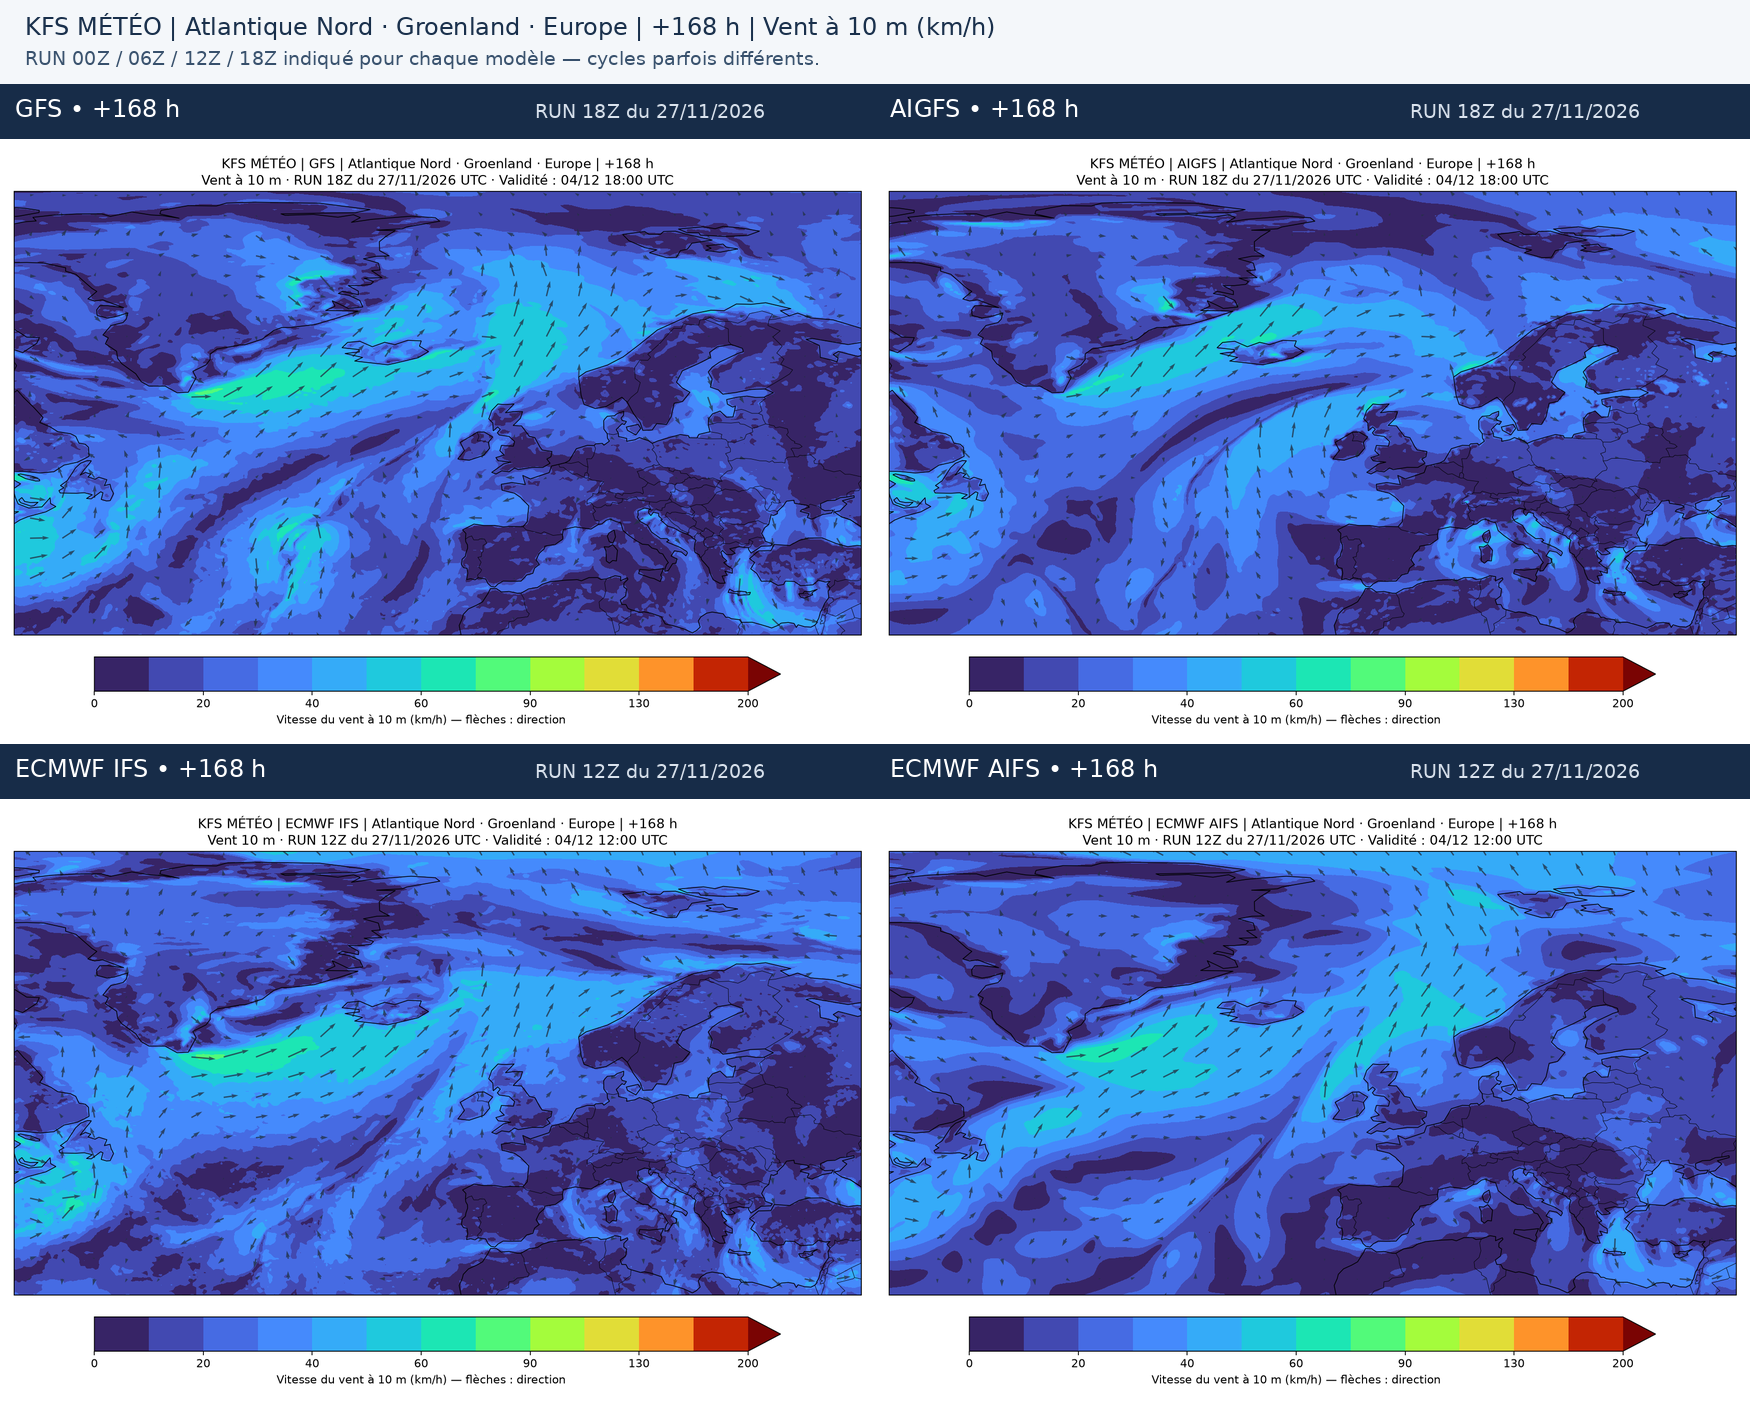 KFS MÉTÉO | Atlantique Nord · Groenland · Europe | +168 h | Vent à 10 m (km/h)
RUN 00Z / 06Z / 12Z / 18Z indiqué pour chaque modèle — cycles parfois différents.
GFS • +168 h RUN 18Z du 27/11/2026
KFS MÉTÉO | GFS | Atlantique Nord · Groenland · Europe | +168 h
Vent à 10 m · RUN 18Z du 27/11/2026 UTC · Validité : 04/12 18:00 UTC
0 20 40 60 90 130 200
Vitesse du vent à 10 m (km/h) — flèches : direction
AIGFS • +168 h RUN 18Z du 27/11/2026
KFS MÉTÉO | AIGFS | Atlantique Nord · Groenland · Europe | +168 h
Vent à 10 m · RUN 18Z du 27/11/2026 UTC · Validité : 04/12 18:00 UTC
0 20 40 60 90 130 200
Vitesse du vent à 10 m (km/h) — flèches : direction
ECMWF IFS • +168 h RUN 12Z du 27/11/2026
KFS MÉTÉO | ECMWF IFS | Atlantique Nord · Groenland · Europe | +168 h
Vent 10 m · RUN 12Z du 27/11/2026 UTC · Validité : 04/12 12:00 UTC
0 20 40 60 90 130 200
Vitesse du vent à 10 m (km/h) — flèches : direction
ECMWF AIFS • +168 h RUN 12Z du 27/11/2026
KFS MÉTÉO | ECMWF AIFS | Atlantique Nord · Groenland · Europe | +168 h
Vent 10 m · RUN 12Z du 27/11/2026 UTC · Validité : 04/12 12:00 UTC
0 20 40 60 90 130 200
Vitesse du vent à 10 m (km/h) — flèches : direction